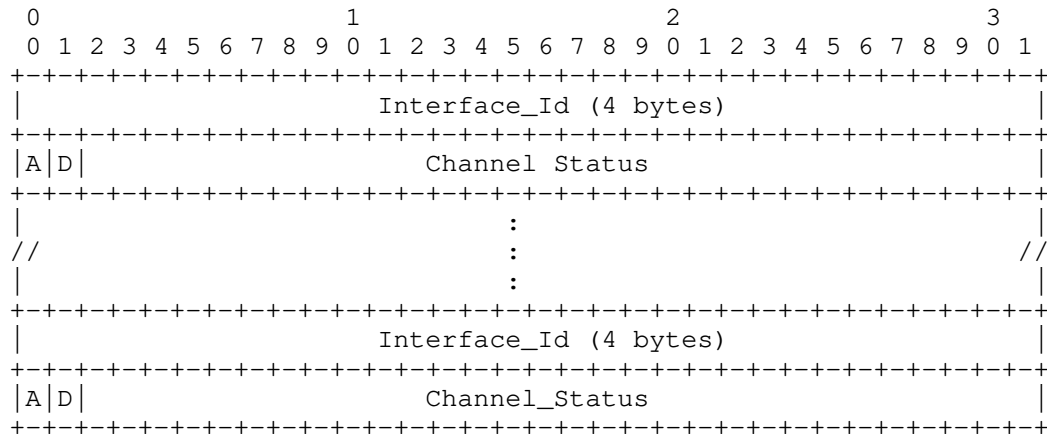 0                   1                   2                   3
 0 1 2 3 4 5 6 7 8 9 0 1 2 3 4 5 6 7 8 9 0 1 2 3 4 5 6 7 8 9 0 1
+-+-+-+-+-+-+-+-+-+-+-+-+-+-+-+-+-+-+-+-+-+-+-+-+-+-+-+-+-+-+-+-+
|                      Interface_Id (4 bytes)                   |
+-+-+-+-+-+-+-+-+-+-+-+-+-+-+-+-+-+-+-+-+-+-+-+-+-+-+-+-+-+-+-+-+
|A|D|                     Channel Status                        |
+-+-+-+-+-+-+-+-+-+-+-+-+-+-+-+-+-+-+-+-+-+-+-+-+-+-+-+-+-+-+-+-+
|                              :                                |
//                             :                               //
|                              :                                |
+-+-+-+-+-+-+-+-+-+-+-+-+-+-+-+-+-+-+-+-+-+-+-+-+-+-+-+-+-+-+-+-+
|                      Interface_Id (4 bytes)                   |
+-+-+-+-+-+-+-+-+-+-+-+-+-+-+-+-+-+-+-+-+-+-+-+-+-+-+-+-+-+-+-+-+
|A|D|                     Channel_Status                        |
+-+-+-+-+-+-+-+-+-+-+-+-+-+-+-+-+-+-+-+-+-+-+-+-+-+-+-+-+-+-+-+-+